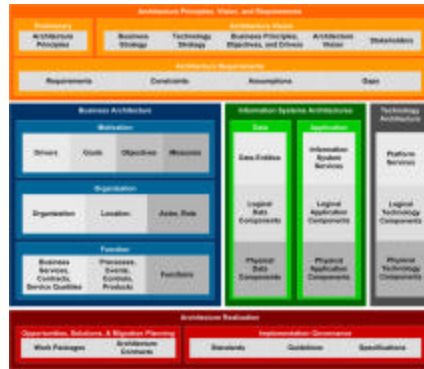 Architecture Principles, Vision, and Requirements
Preliminary
Architecture Vision
Architecture
Principles
Business
Strategy
Technology
Strategy
Business Principles,
Objectives, and Drivers
Architecture
Vision
Stakeholders
Architecture Requirements
Requirements
Constraints
Assumptions
Gaps
Business Architecture
Motivation
Drivers
Goals
Objectives
Measures
Organization
Organization
Location
Actor, Role
Function
Business
Services,
Contracts,
Service Qualities
Processes,
Events,
Controls,
Products
Functions
Information Systems Architectures
Data
Application
Data Entities
Information
System
Services
Logical
Data
Components
Logical
Application
Components
Physical
Data
Components
Physical
Application
Components
Technology
Architecture
Platform
Services
Logical
Technology
Components
Physical
Technology
Components
Architecture Realization
Opportunities, Solutions, & Migration Planning
Work Packages
Architecture
Contracts
Implementation Governance
Standards
Guidelines
Specifications